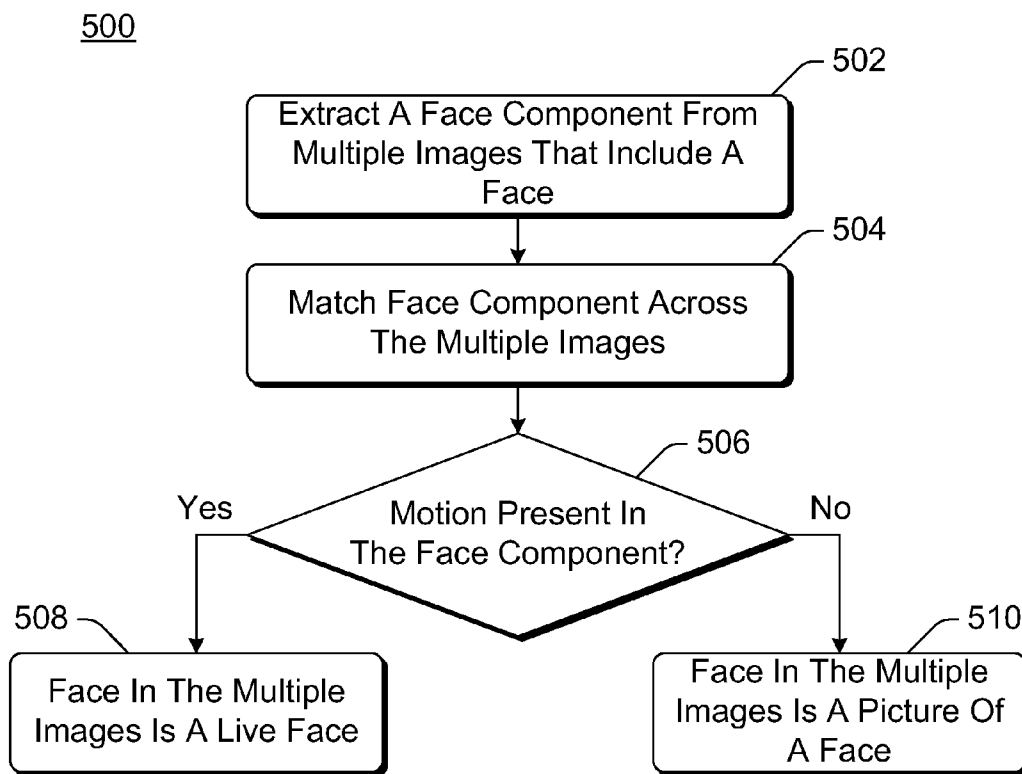 500
502
Extract A Face Component From
Multiple Images That Include A
Face
504
Match Face Component Across
The Multiple Images
506
Motion Present In
The Face Component?
Yes
No
508
Face In The Multiple
Images Is A Live Face
510
Face In The Multiple
Images Is A Picture Of
A Face